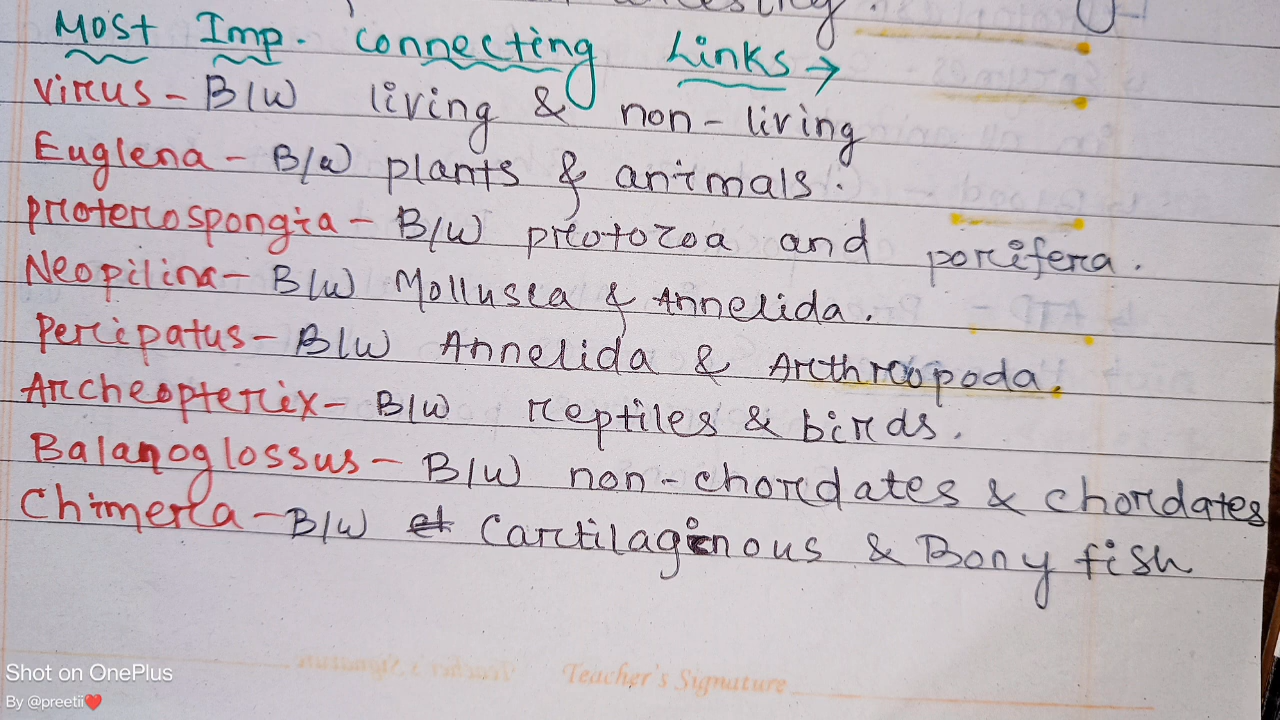 Most Imp. connecting Links →
Virus - B/W living & non-living
Euglena - B/W plants & animals.
Proterospongia - B/W protozoa and porifera.
Neopilina - B/W Mollusca & Annelida.
Peripatus - B/W Annelida & Arthropoda.
Archeopterix - B/W reptiles & birds.
Balanoglossus - B/W non-chordates & chordates
Chimera - B/W Cartilaginous & Bony fish
Teacher's Signature
Shot on OnePlus
By @preetii❤️